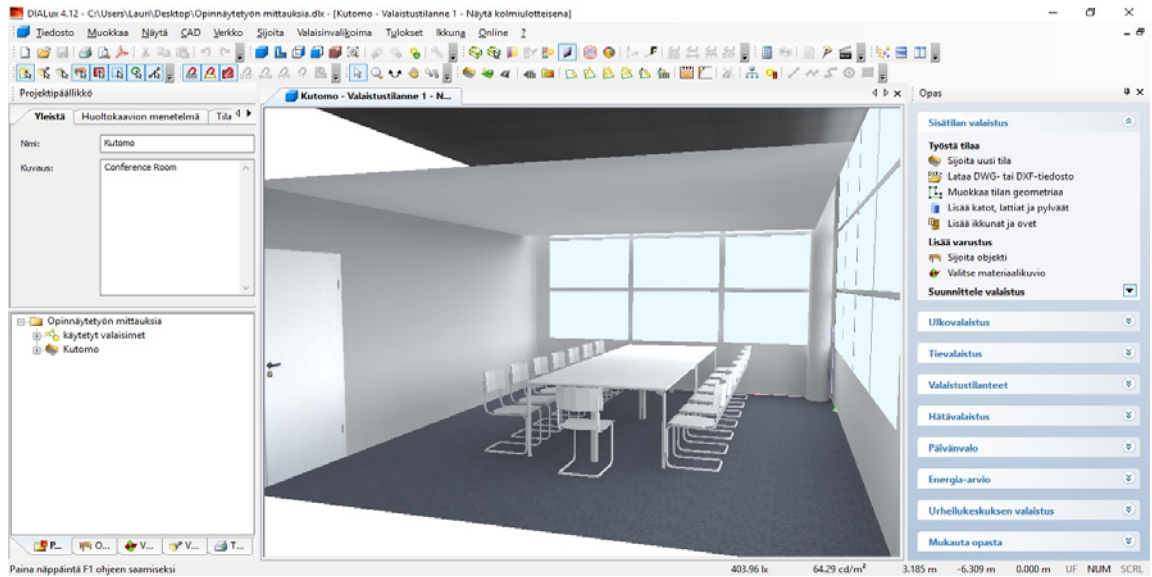 DIALux 4.12 - C:\Users\Lauri\Desktop\Opinnäytetyön mittauksia.dlx - [Kutomo - Valaistustilanne 1 - Näytä kolmiulotteisena]
Tiedosto Muokkaa Näytä CAD Verkko Sijoita Valaisinvalikoima Tulokset Ikkung Online ?
Projektipäällikkö
Kutomo - Valaistustilanne 1 - N...
Opas
Yleistä Huoltokaavion menetelmä Tila
Nimi: Kutomo
Kuvaus: Conference Room
Opinnäytetyön mittauksia
käytetyt valaisimet
Kutomo
P... O... V... V... T...
Sisätilan valaistus
Työstä tilaa
Sijoita uusi tila
Lataa DWG- tai DXF-tiedosto
Muokkaa tilan geometriaa
Lisää katot, lattiat ja pylväät
Lisää ikkunat ja ovet
Lisää varustus
Sijoita objekti
Valitse materiaalikuvio
Suunnittele valaistus
Ulkovalaistus
Tievalaistus
Valaistustilanteet
Hätävalaistus
Päivänvalo
Energia-arvio
Urheilukeskuksen valaistus
Mukauta opasta
Paina näppäintä F1 ohjeen saamiseksi
403.96 lx 64.29 cd/m² 3.185 m -6.309 m 0.000 m UF NUM SCRL